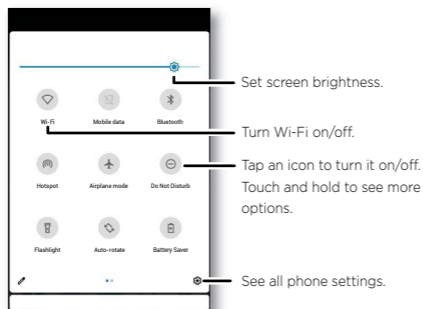 Set screen brightness.
Wi-Fi Mobile data Bluetooth
Turn Wi-Fi on/off.
Hotspot Airplane mode Do Not Disturb
Tap an icon to turn it on/off.
Touch and hold to see more
options.
Flashlight Auto-rotate Battery Saver
See all phone settings.